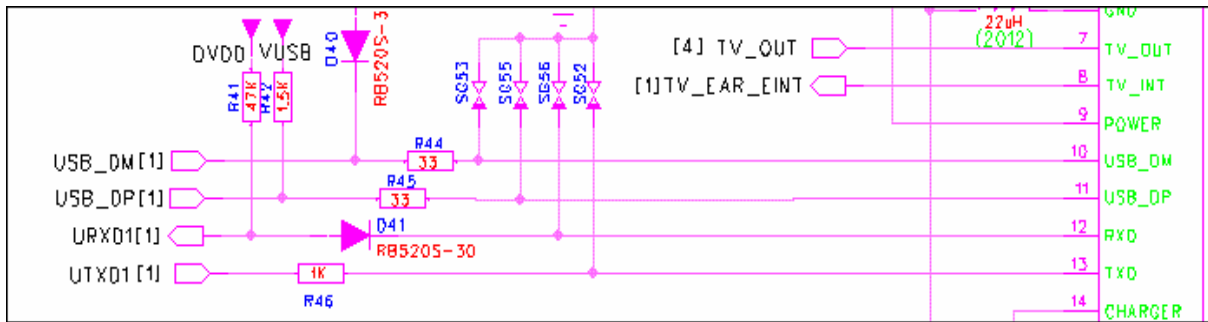 GND
22uH
(2012)
DVDD VUSB
D40
RB520S-3
R41
47K
R42
1.5K
SG53
SG55
SG56
SG52
[4] TV_OUT
7
TV_OUT
[1]TV_EAR_EINT
8
TV_INT
9
POWER
USB_DM[1]
R44
33
10
USB_DM
USB_DP[1]
R45
33
11
USB_DP
URXD1[1]
D41
RB520S-30
12
RXD
UTXD1[1]
1K
R46
13
TXD
14
CHARGER